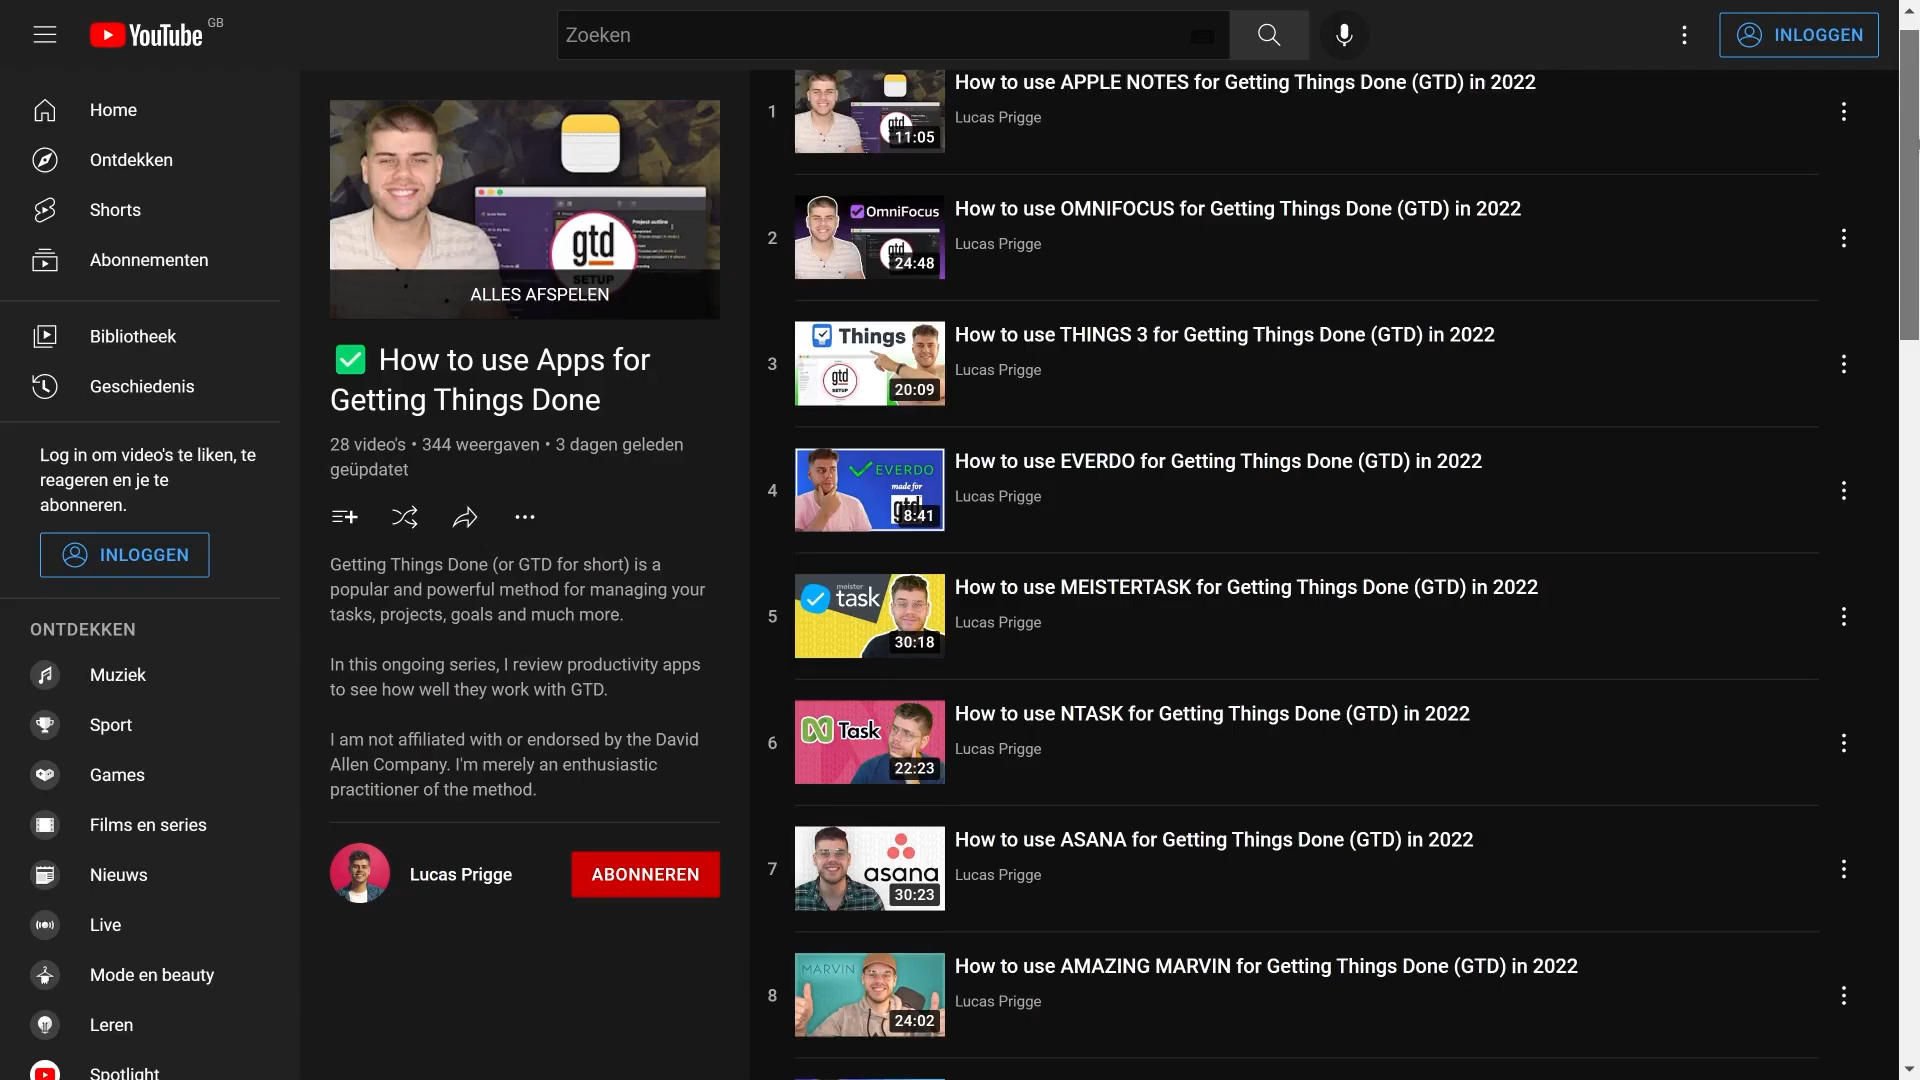 YouTube GB
Zoeken
INLOGGEN
Home
Ontdekken
Shorts
Abonnementen
Bibliotheek
Geschiedenis
Log in om video's te liken, te
reageren en je te
abonneren.
INLOGGEN
ONTDEKKEN
Muziek
Sport
Games
Films en series
Nieuws
Live
Mode en beauty
Leren
Spotlight
Project outline
gtd
SETUP
ALLES AFSPELEN
✅ How to use Apps for
Getting Things Done
28 video's • 344 weergaven • 3 dagen geleden
geüpdatet
Getting Things Done (or GTD for short) is a
popular and powerful method for managing your
tasks, projects, goals and much more.
In this ongoing series, I review productivity apps
to see how well they work with GTD.
I am not affiliated with or endorsed by the David
Allen Company. I'm merely an enthusiastic
practitioner of the method.
Lucas Prigge
ABONNEREN
1
gtd
11:05
How to use APPLE NOTES for Getting Things Done (GTD) in 2022
Lucas Prigge
2
OmniFocus
gtd
24:48
How to use OMNIFOCUS for Getting Things Done (GTD) in 2022
Lucas Prigge
3
Things
gtd
SETUP
20:09
How to use THINGS 3 for Getting Things Done (GTD) in 2022
Lucas Prigge
4
EVERDO
made for
gtd
8:41
How to use EVERDO for Getting Things Done (GTD) in 2022
Lucas Prigge
5
meister
task
30:18
How to use MEISTERTASK for Getting Things Done (GTD) in 2022
Lucas Prigge
6
Task
22:23
How to use NTASK for Getting Things Done (GTD) in 2022
Lucas Prigge
7
asana
30:23
How to use ASANA for Getting Things Done (GTD) in 2022
Lucas Prigge
8
MARVIN
24:02
How to use AMAZING MARVIN for Getting Things Done (GTD) in 2022
Lucas Prigge